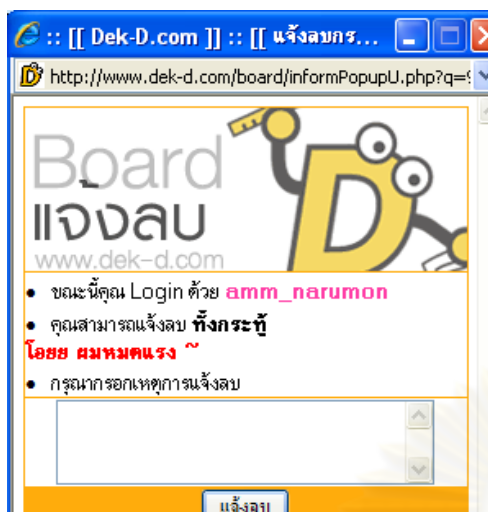 :: [[ Dek-D.com ]] :: [[ แจ้งลบกร...
http://www.dek-d.com/board/informPopupU.php?q=
Board
แจ้งลบ
www.dek-d.com
ขณะนี้คุณ Login ด้วย amm_narumon
คุณสามารถแจ้งลบ ทิ้งกระทู้
โอยย ผมหมดแรง ~
กรุณากรอกเหตุการแจ้งลบ
แจ้งลบ